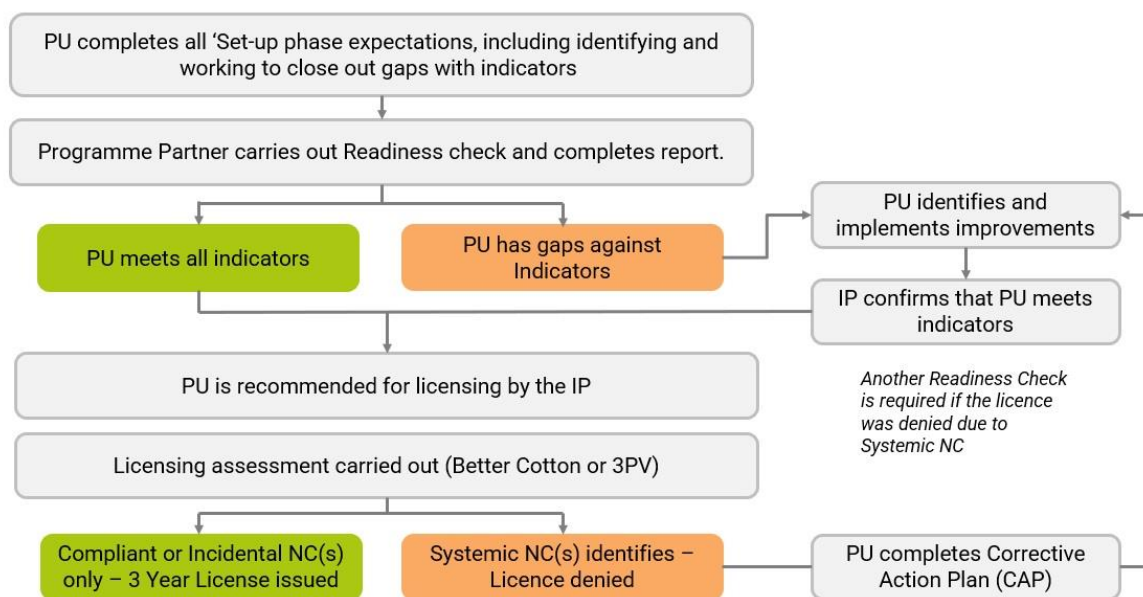 PU completes all ‘Set-up phase expectations, including identifying and
working to close out gaps with indicators
Programme Partner carries out Readiness check and completes report.
PU meets all indicators
PU has gaps against
Indicators
PU identifies and
implements improvements
IP confirms that PU meets
indicators
PU is recommended for licensing by the IP
Another Readiness Check
is required if the licence
was denied due to
Systemic NC
Licensing assessment carried out (Better Cotton or 3PV)
Compliant or Incidental NC(s)
only – 3 Year License issued
Systemic NC(s) identifies –
Licence denied
PU completes Corrective
Action Plan (CAP)